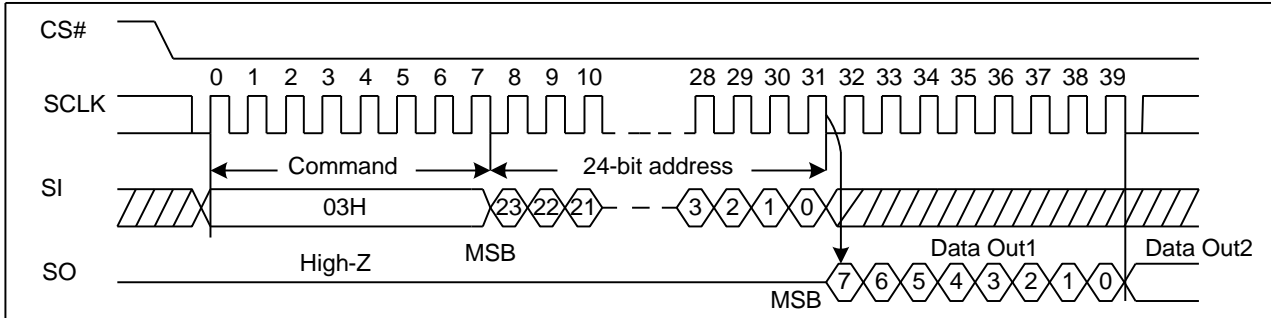 CS#
0 1 2 3 4 5 6 7 8 9 10 28 29 30 31 32 33 34 35 36 37 38 39
SCLK
Command 24-bit address
SI
03H 23 22 21 3 2 1 0
High-Z MSB Data Out1 Data Out2
SO
MSB 7 6 5 4 3 2 1 0